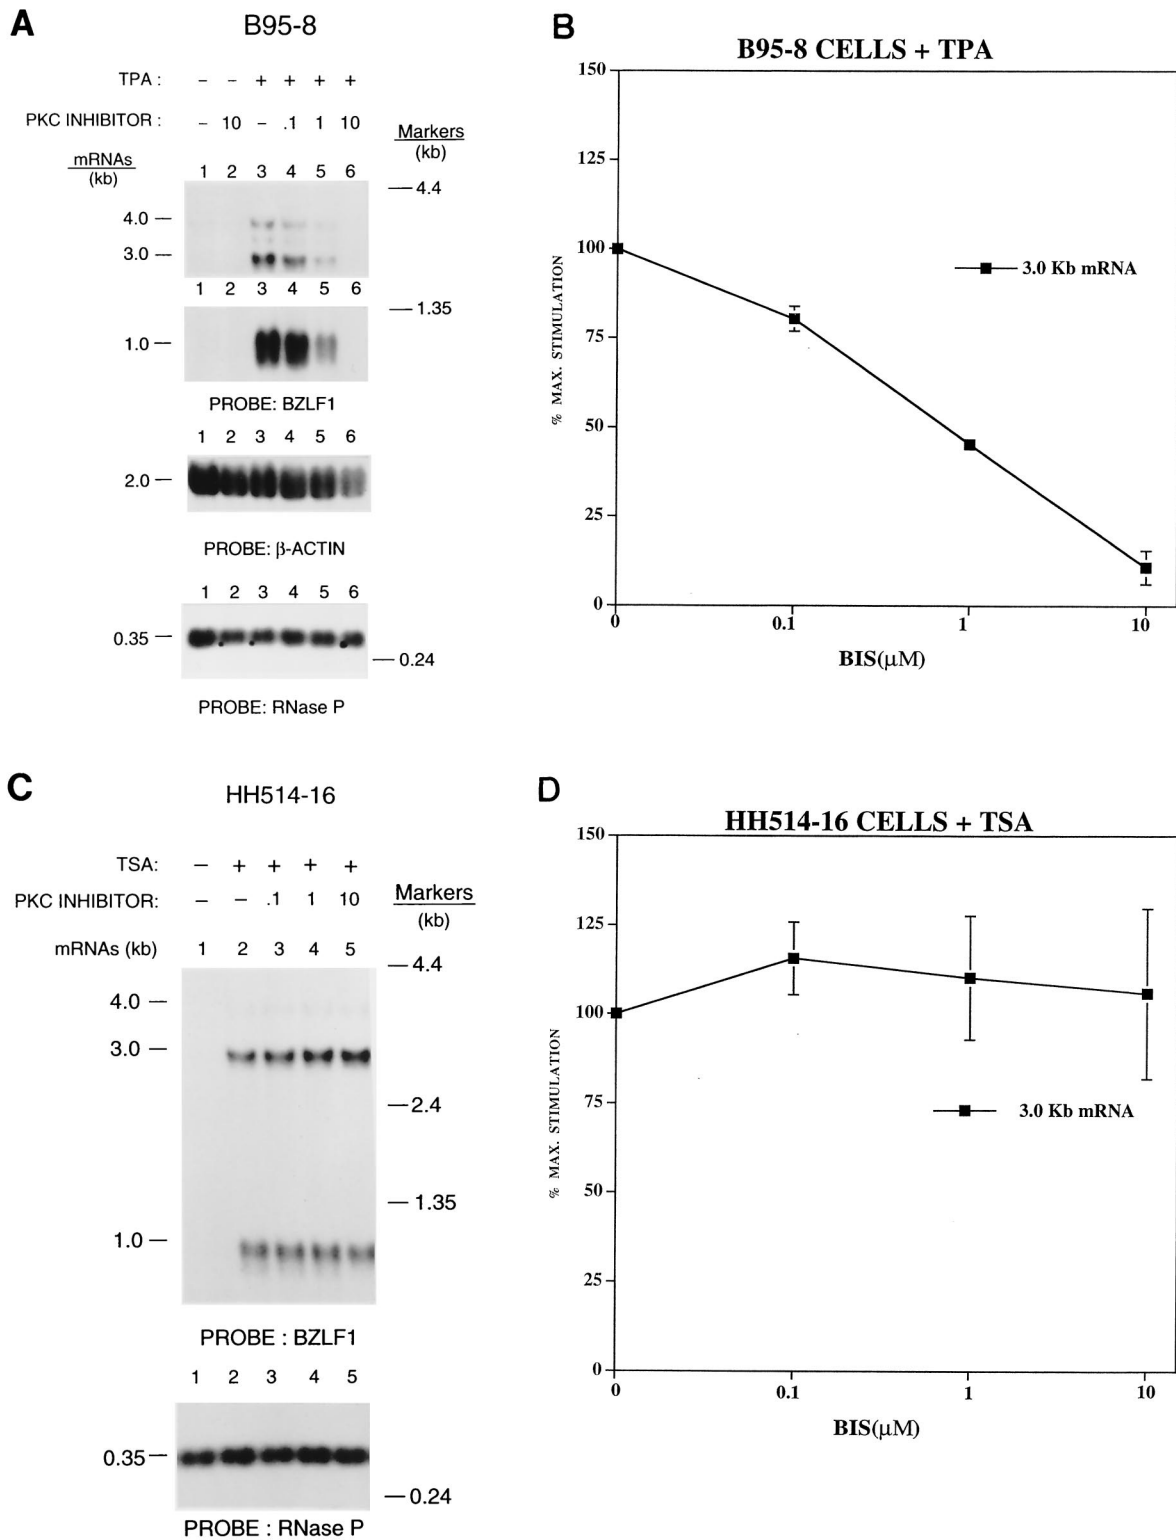 A
B95-8
TPA : – – + + + +
PKC INHIBITOR : – 10 – .1 1 10
mRNAs
(kb)
Markers
(kb)
1 2 3 4 5 6
4.4
4.0
3.0
1 2 3 4 5 6
1.35
1.0
PROBE: BZLF1
1 2 3 4 5 6
2.0
PROBE: β-ACTIN
1 2 3 4 5 6
0.35
0.24
PROBE: RNase P
B
B95-8 CELLS + TPA
150
125
100
75
50
25
0
% MAX. STIMULATION
3.0 Kb mRNA
0 0.1 1 10
BIS(μM)
C
HH514-16
TSA: – + + + +
PKC INHIBITOR: – – .1 1 10
Markers
(kb)
mRNAs (kb) 1 2 3 4 5
4.4
4.0
3.0
2.4
1.35
1.0
PROBE : BZLF1
1 2 3 4 5
0.35
0.24
PROBE : RNase P
D
HH514-16 CELLS + TSA
150
125
100
75
50
25
0
% MAX. STIMULATION
3.0 Kb mRNA
0 0.1 1 10
BIS(μM)